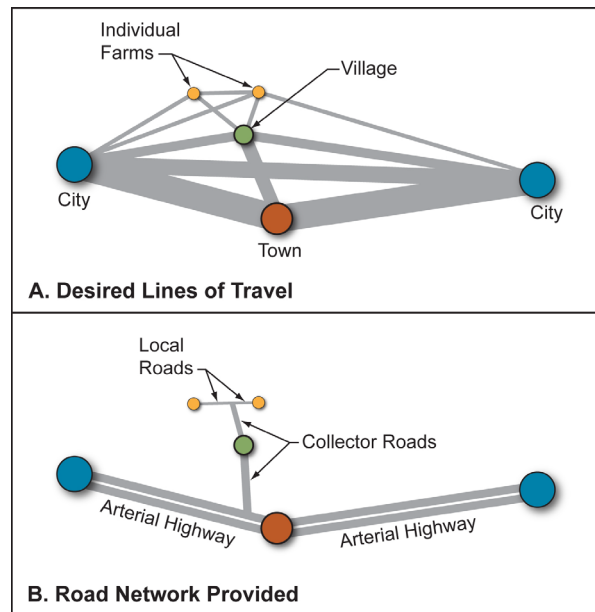 Individual
Farms
Village
City
City
Town
A. Desired Lines of Travel
Local
Roads
Collector Roads
Arterial Highway
Arterial Highway
B. Road Network Provided